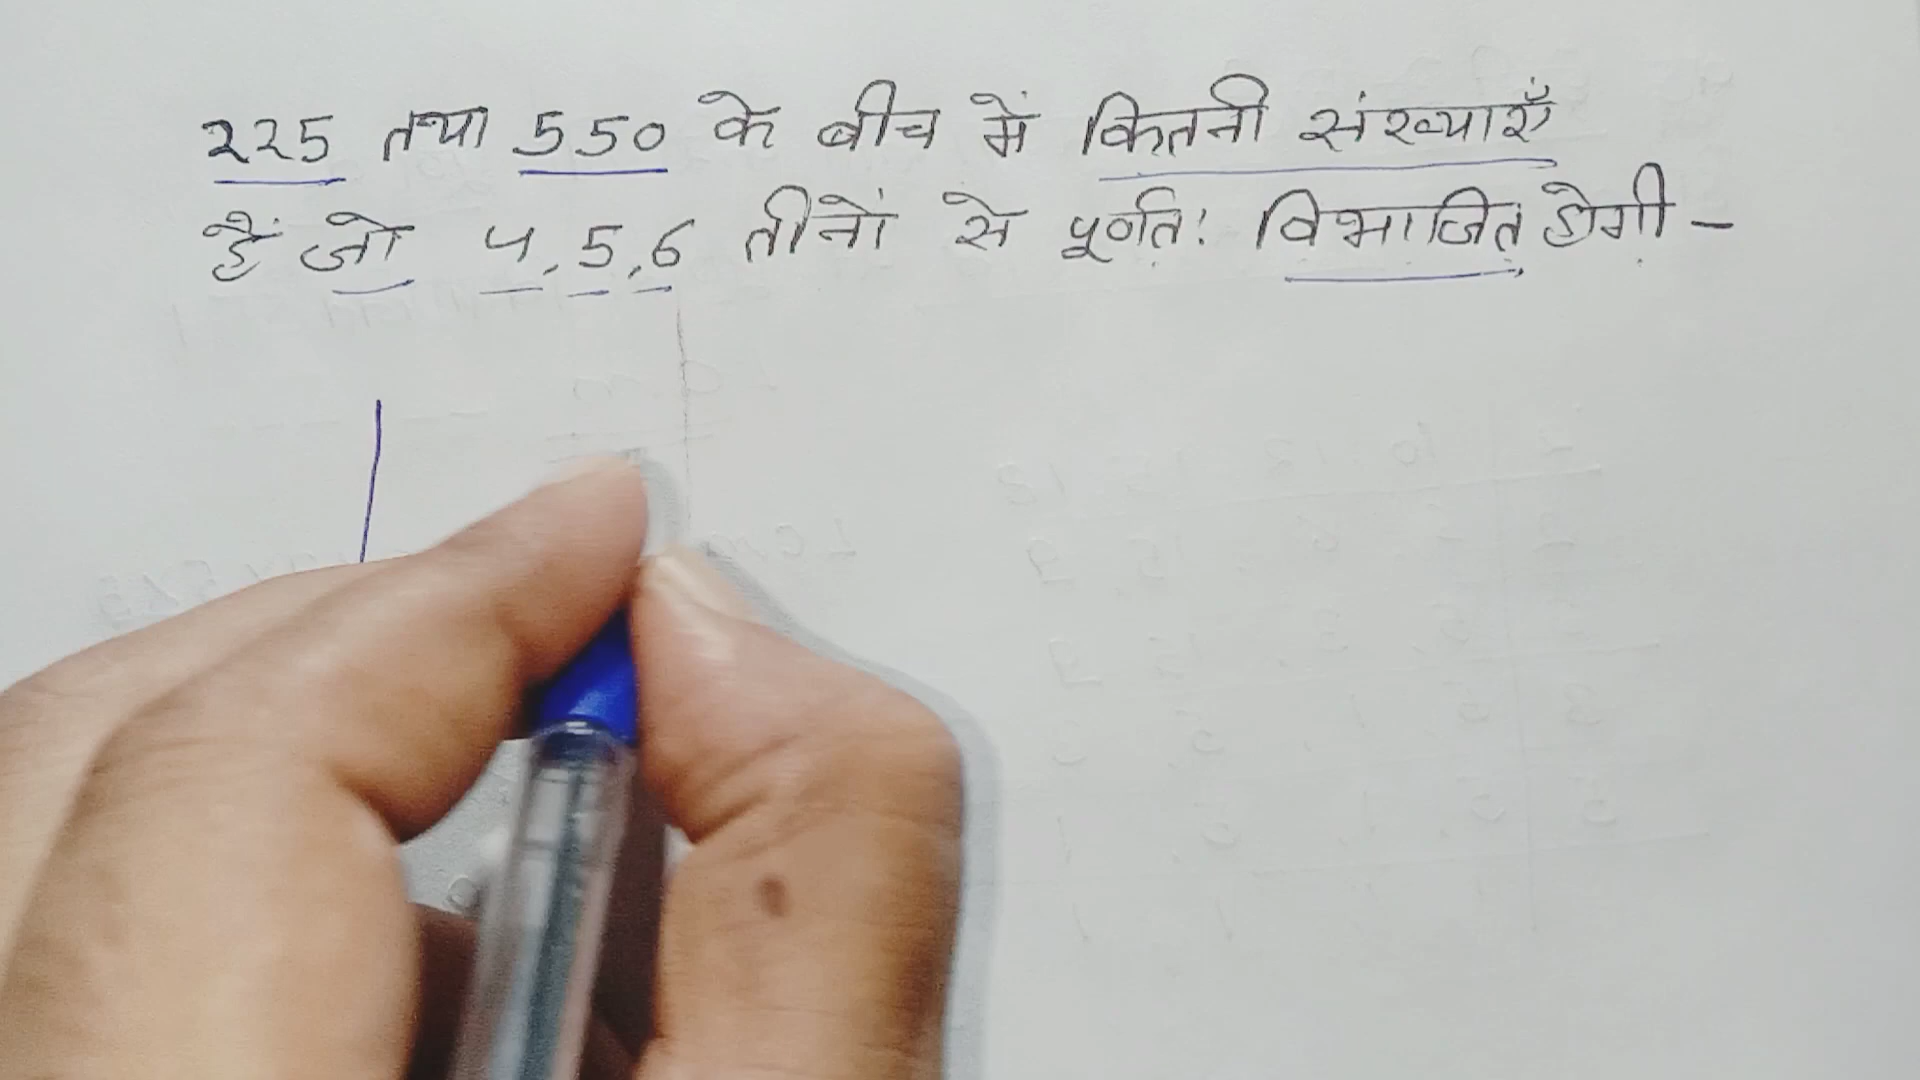 225 तथा 550 के बीच में कितनी संख्याएँ
हैं जो 4,5,6 तीनों से पूर्णत: विभाजित होगी -